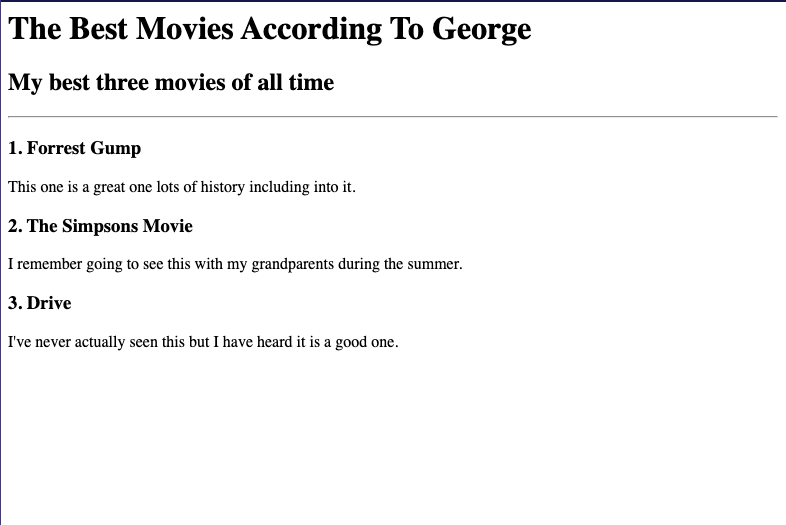 The Best Movies According To George
My best three movies of all time
1. Forrest Gump
This one is a great one lots of history including into it.
2. The Simpsons Movie
I remember going to see this with my grandparents during the summer.
3. Drive
I've never actually seen this but I have heard it is a good one.